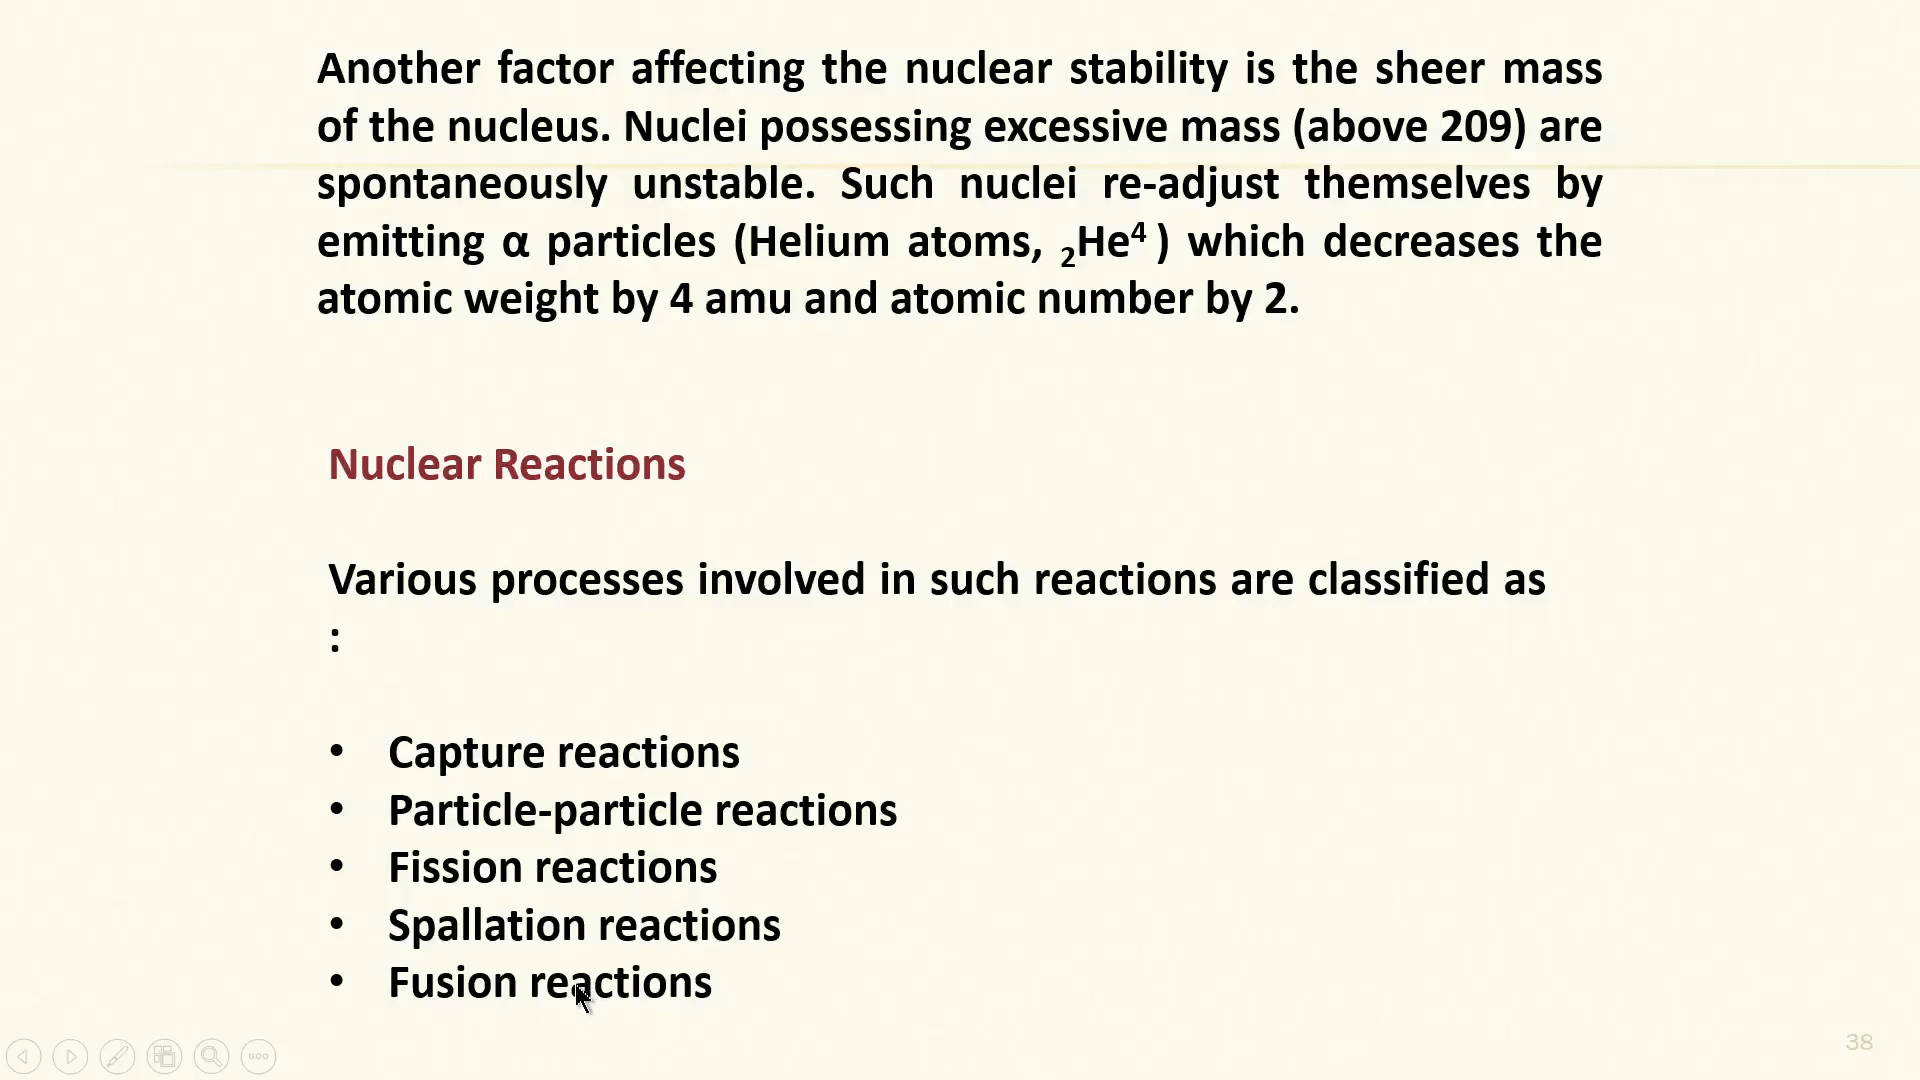 Another factor affecting the nuclear stability is the sheer mass
of the nucleus. Nuclei possessing excessive mass (above 209) are
spontaneously unstable. Such nuclei re-adjust themselves by
emitting α particles (Helium atoms, ₂He⁴ ) which decreases the
atomic weight by 4 amu and atomic number by 2.
Nuclear Reactions
Various processes involved in such reactions are classified as
:
• Capture reactions
• Particle-particle reactions
• Fission reactions
• Spallation reactions
• Fusion reactions
38